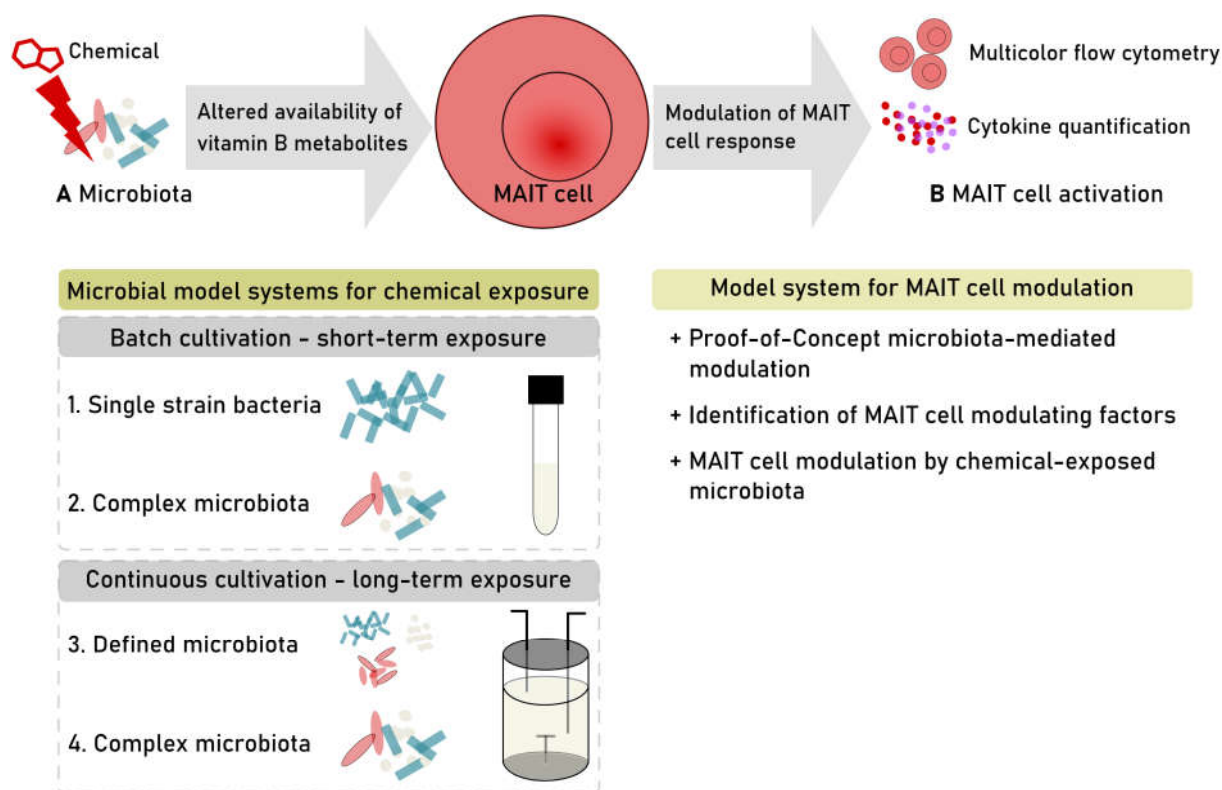 Chemical
A Microbiota
Altered availability of
vitamin B metabolites
MAIT cell
Modulation of MAIT
cell response
Multicolor flow cytometry
Cytokine quantification
B MAIT cell activation
Microbial model systems for chemical exposure
Batch cultivation - short-term exposure
1. Single strain bacteria
2. Complex microbiota
Continuous cultivation - long-term exposure
3. Defined microbiota
4. Complex microbiota
Model system for MAIT cell modulation
+ Proof-of-Concept microbiota-mediated
modulation
+ Identification of MAIT cell modulating factors
+ MAIT cell modulation by chemical-exposed
microbiota